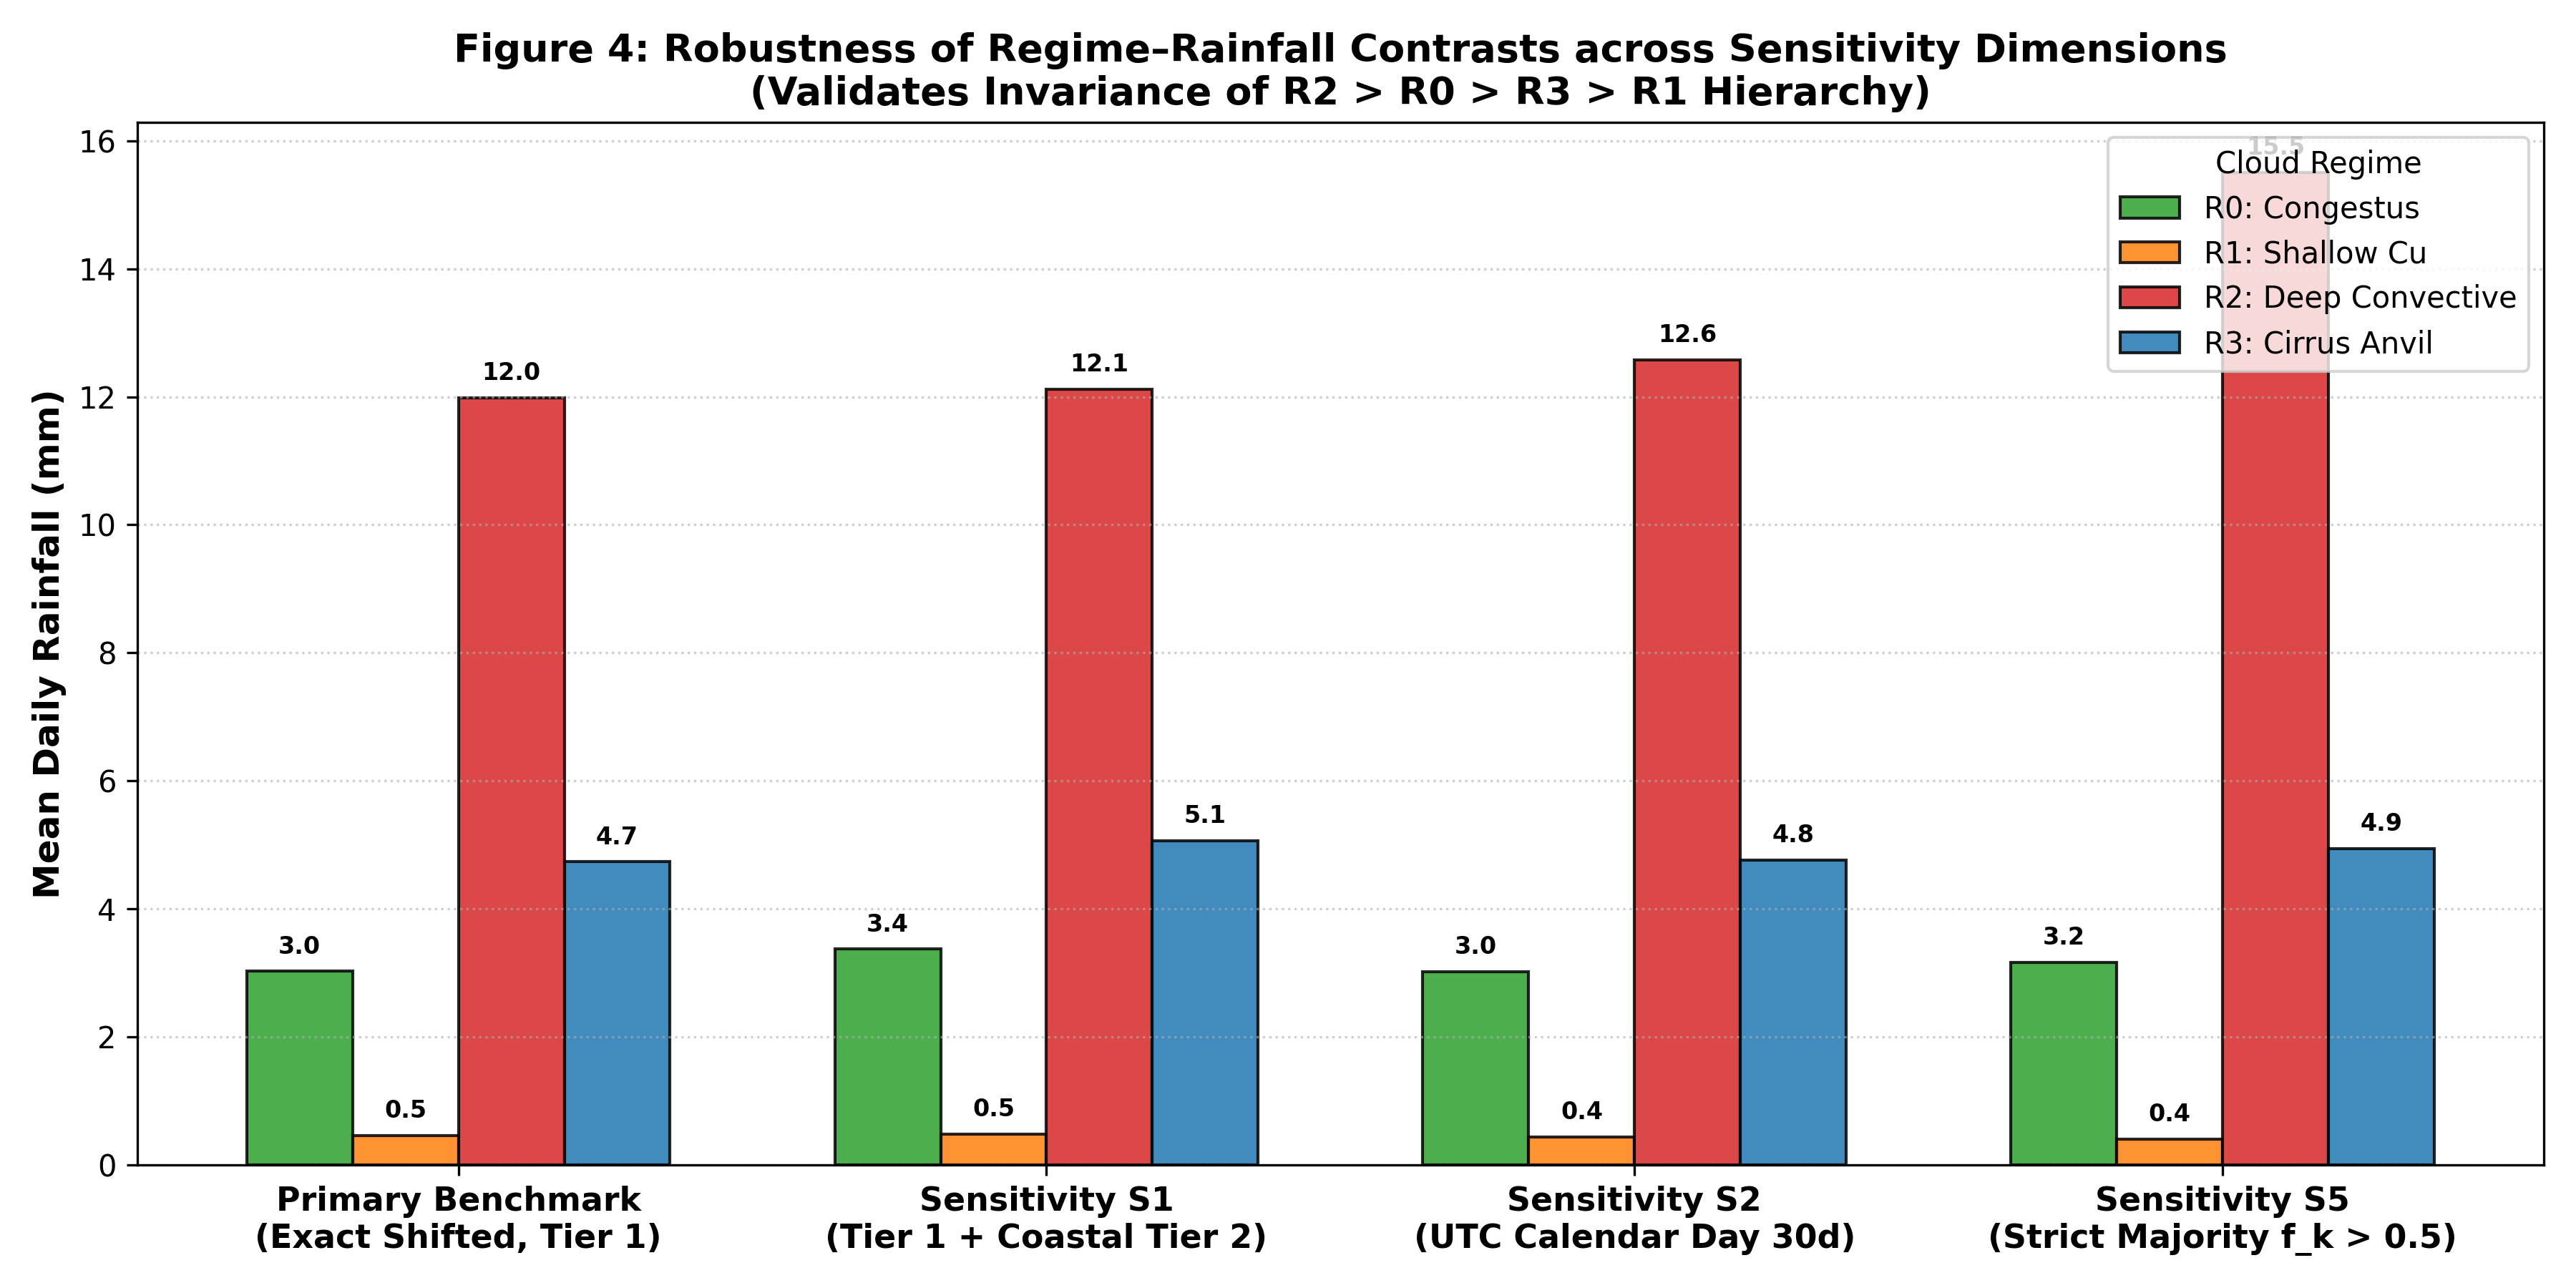 Figure 4: Robustness of Regime–Rainfall Contrasts across Sensitivity Dimensions
(Validates Invariance of R2 > R0 > R3 > R1 Hierarchy)
Mean Daily Rainfall (mm)
16
14
12
10
8
6
4
2
0
3.0
0.5
12.0
4.7
3.4
0.5
12.1
5.1
3.0
0.4
12.6
4.8
3.2
0.4
15.5
4.9
Cloud Regime
R0: Congestus
R1: Shallow Cu
R2: Deep Convective
R3: Cirrus Anvil
Primary Benchmark
(Exact Shifted, Tier 1)
Sensitivity S1
(Tier 1 + Coastal Tier 2)
Sensitivity S2
(UTC Calendar Day 30d)
Sensitivity S5
(Strict Majority f_k > 0.5)